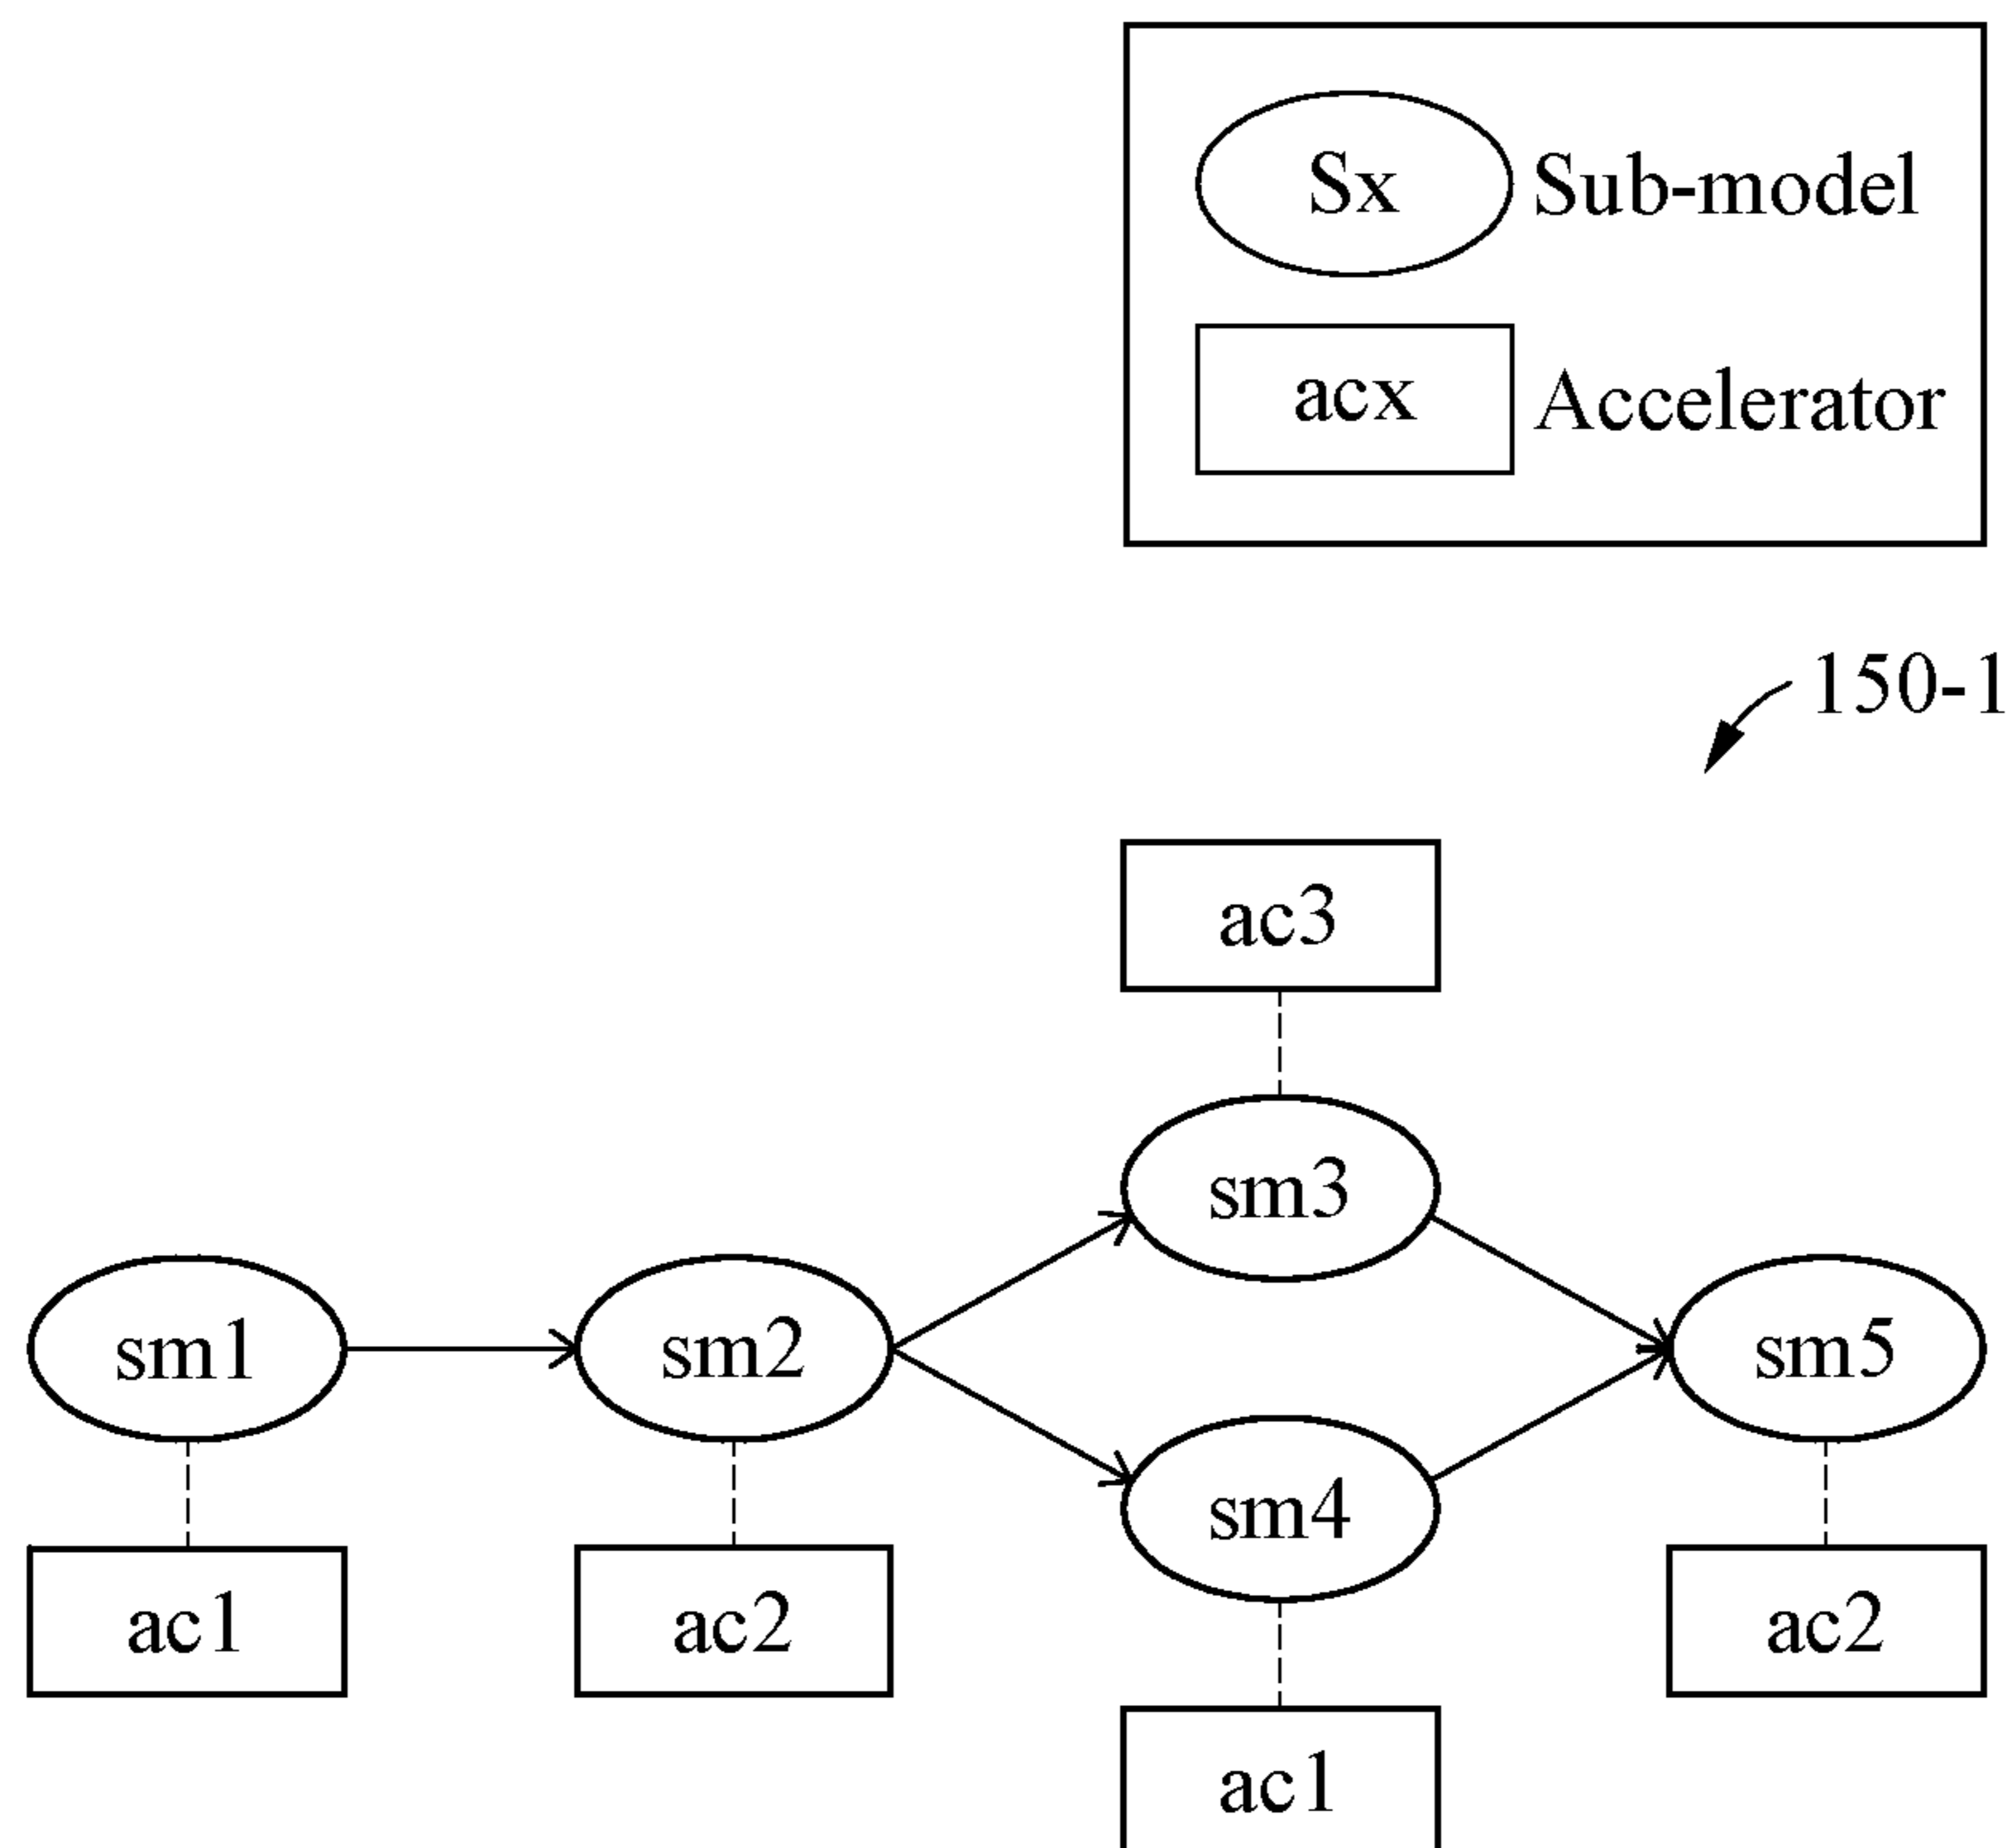 Sx Sub-model
acx Accelerator
150-1
ac3
sm3
sm1 sm2 sm5
sm4
ac1 ac2 ac2
ac1